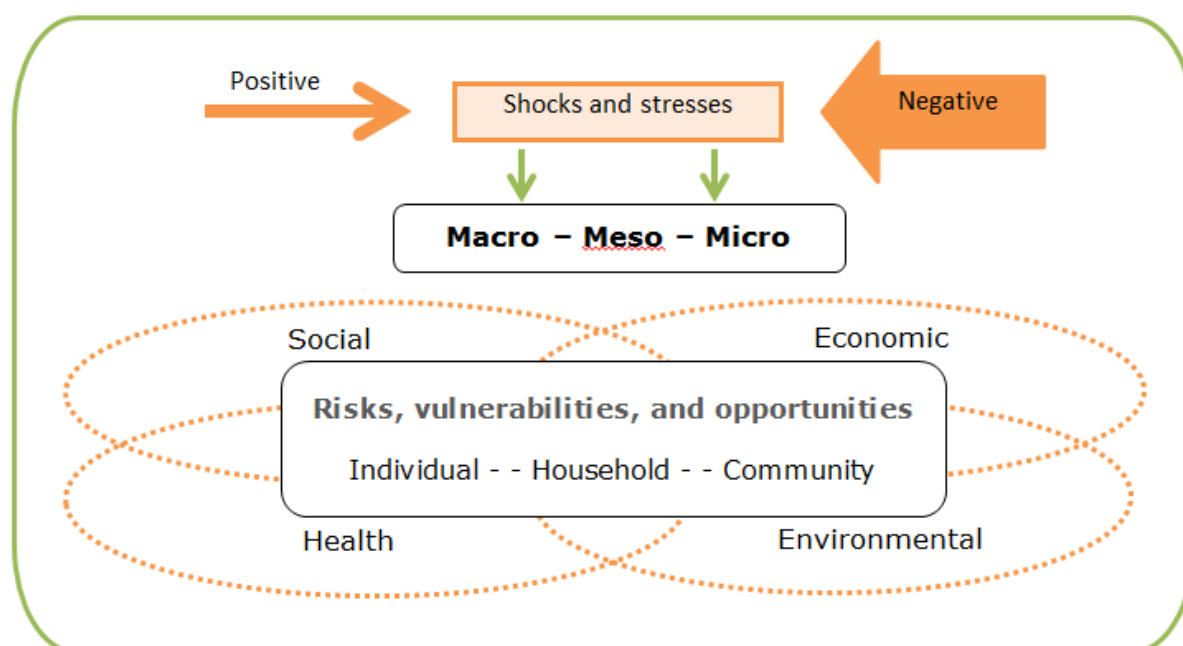 Positive
Shocks and stresses
Negative
Macro – Meso – Micro
Social
Economic
Risks, vulnerabilities, and opportunities
Individual - - Household - - Community
Health
Environmental